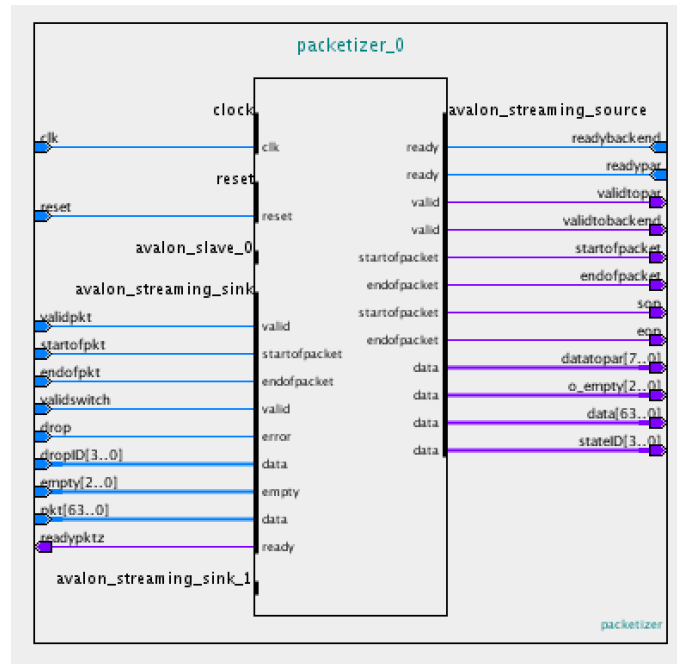 packetizer_0
clock
clk
clk
reset
reset
reset
avalon_slave_0
avalon_streaming_sink
validpkt
valid
startofpkt
startofpacket
endofpkt
endofpacket
validswitch
valid
drop
error
dropID[3..0]
data
empty[2..0]
empty
pkt[63..0]
data
readypktz
ready
avalon_streaming_sink_1
avalon_streaming_source
readybackend
ready
readypar
ready
validtopar
valid
validtobackend
valid
startofpacket
startofpacket
endofpacket
endofpacket
sop
startofpacket
eop
endofpacket
datatopar[7..0]
data
o_empty[2..0]
data
data[63..0]
data
stateID[3..0]
data
packetizer